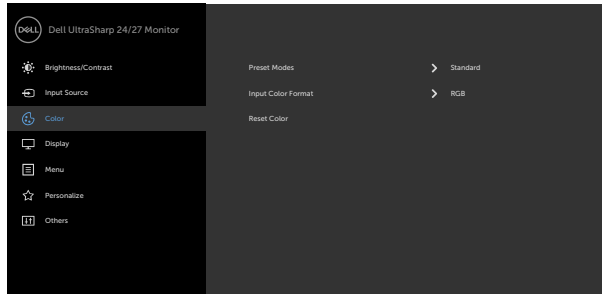 DELL Dell UltraSharp 24/27 Monitor
Brightness/Contrast
Input Source
Color
Display
Menu
Personalize
Others
Preset Modes Standard
Input Color Format RGB
Reset Color